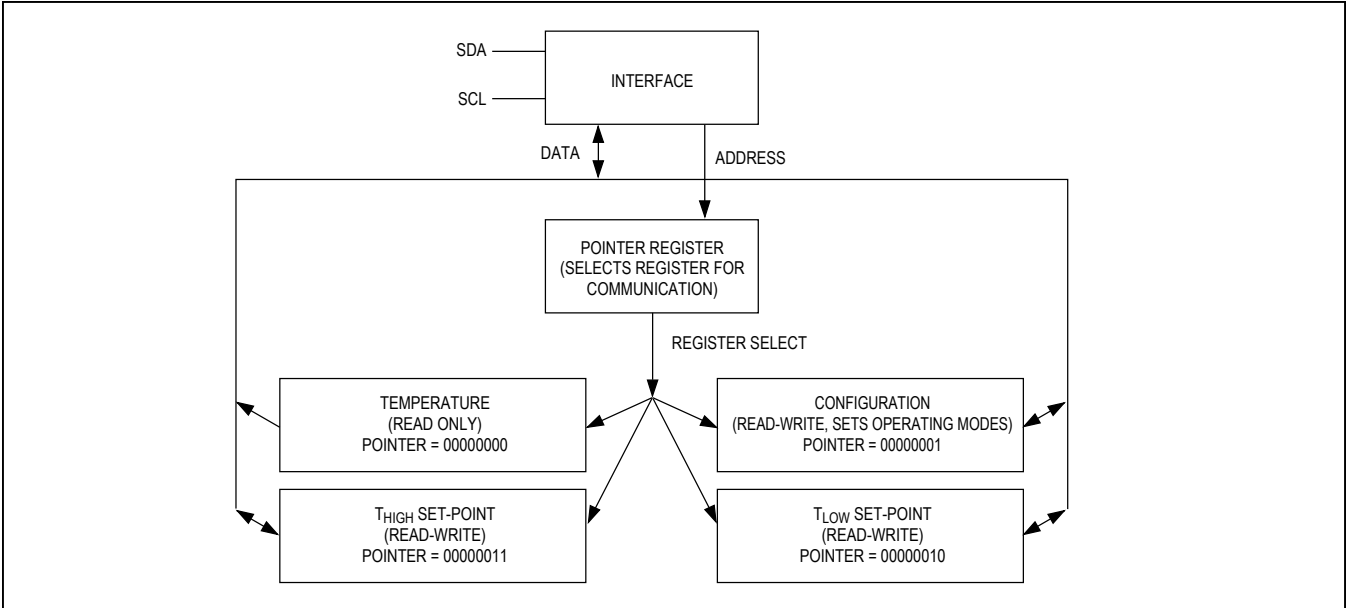 SDA
INTERFACE
SCL
DATA
ADDRESS
POINTER REGISTER
(SELECTS REGISTER FOR
COMMUNICATION)
REGISTER SELECT
TEMPERATURE
(READ ONLY)
POINTER = 00000000
CONFIGURATION
(READ-WRITE, SETS OPERATING MODES)
POINTER = 00000001
THIGH SET-POINT
(READ-WRITE)
POINTER = 00000011
TLOW SET-POINT
(READ-WRITE)
POINTER = 00000010